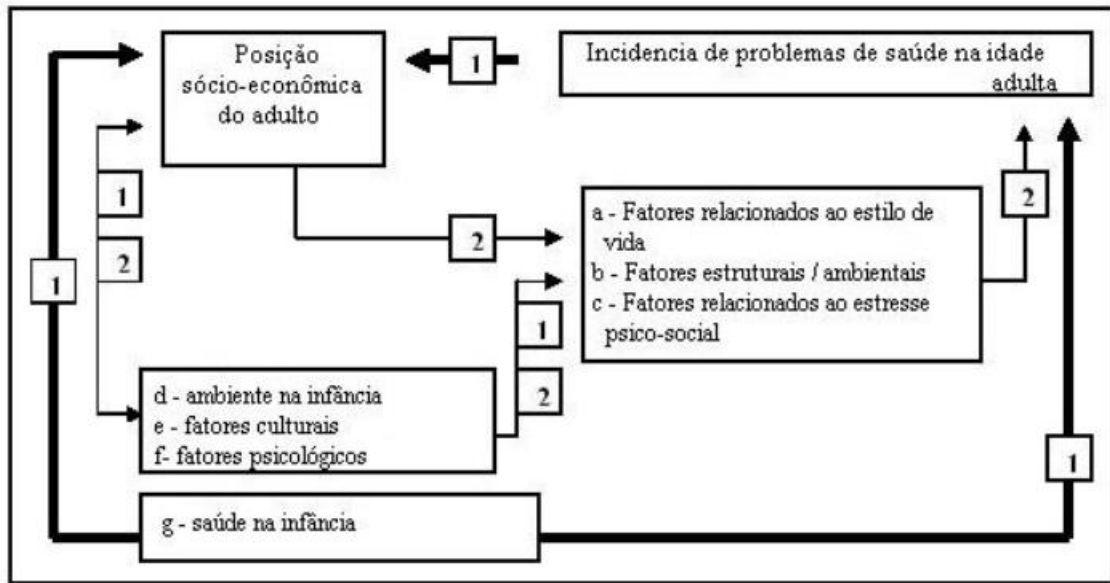 Posição
sócio-econômica
do adulto
1
Incidencia de problemas de saúde na idade
adulta
1
2
1
2
a - Fatores relacionados ao estilo de
vida
b - Fatores estruturais / ambientais
c - Fatores relacionados ao estresse
psico-social
2
1
2
d - ambiente na infância
e - fatores culturais
f- fatores psicológicos
1
g - saúde na infância